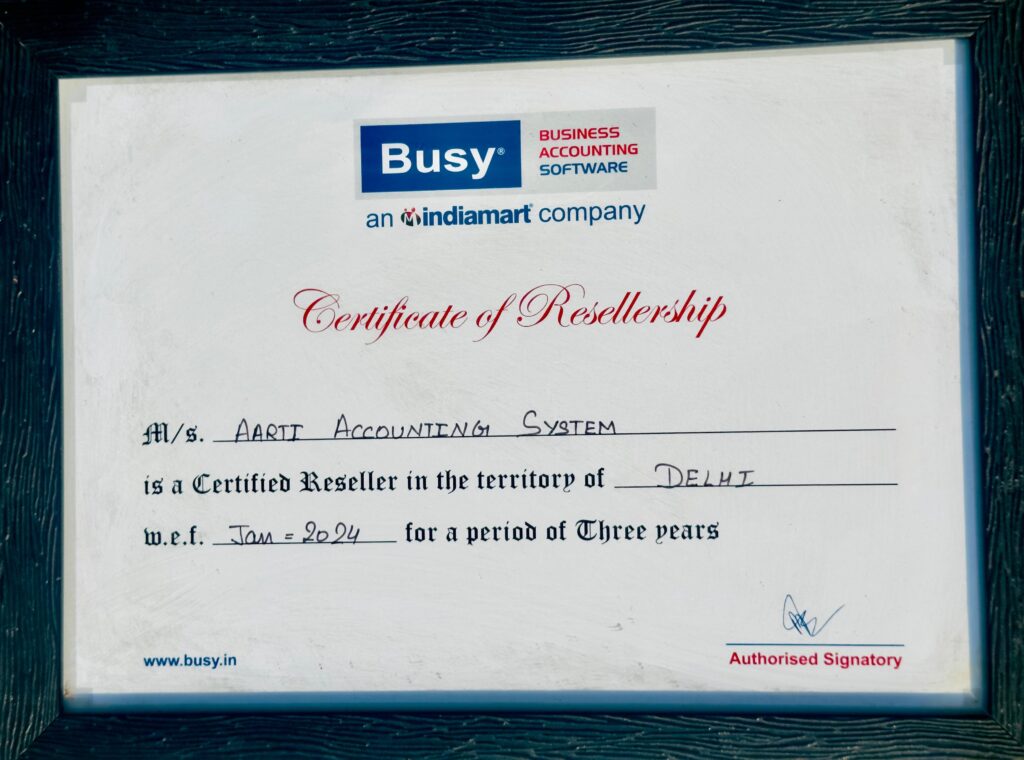 Busy®
BUSINESS
ACCOUNTING
SOFTWARE
an indiamart® company
Certificate of Resellership
M/s. AARTI ACCOUNTING SYSTEM
is a Certified Reseller in the territory of DELHI
w.e.f. Jan = 2024 for a period of Three years
www.busy.in
Authorised Signatory